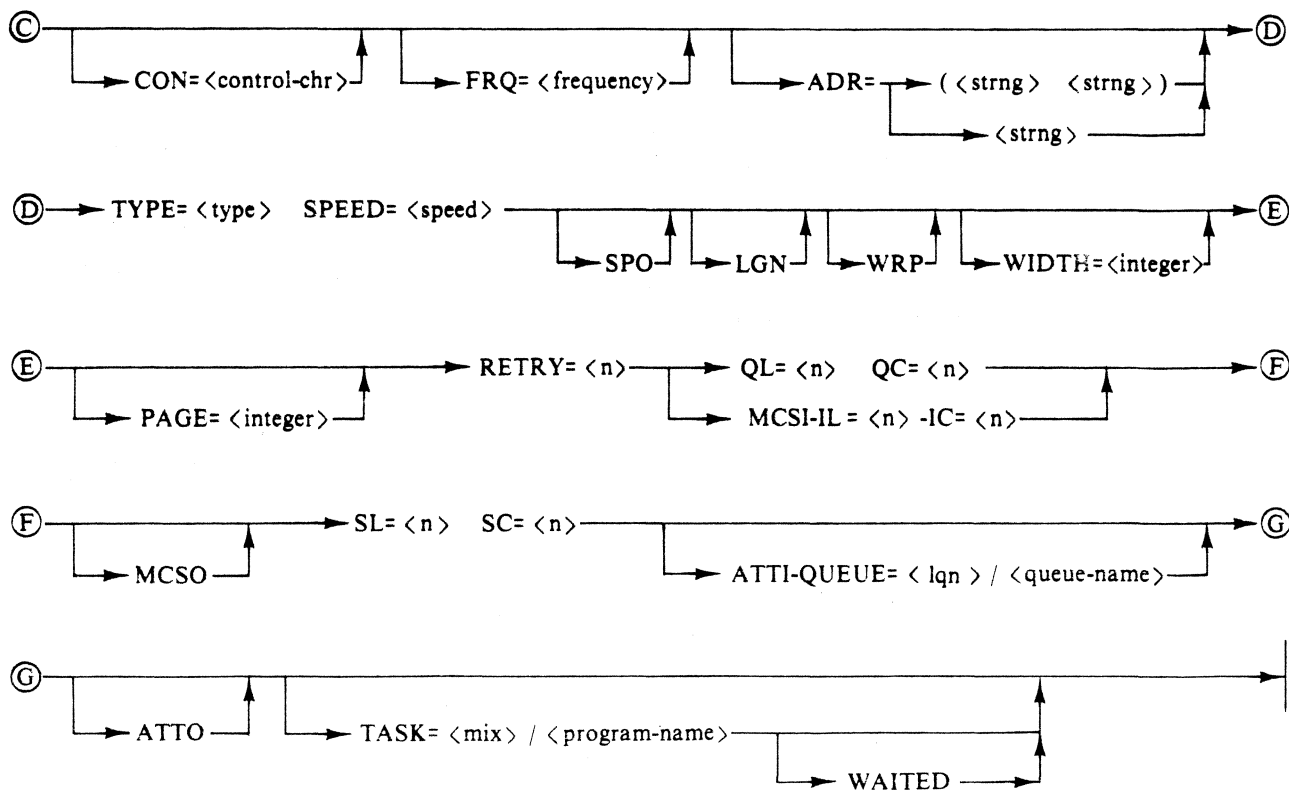 C D
CON= <control-chr> FRQ= <frequency> ADR= ( <strng> <strng> )
<strng>
D TYPE= <type> SPEED= <speed> E
SPO LGN WRP WIDTH= <integer>
E RETRY= <n> QL= <n> QC= <n> F
PAGE= <integer> MCSI-IL = <n> -IC= <n>
F SL= <n> SC= <n> G
MCSO ATTI-QUEUE= < lqn > / <queue-name>
G
ATTO TASK= <mix> / <program-name>
WAITED